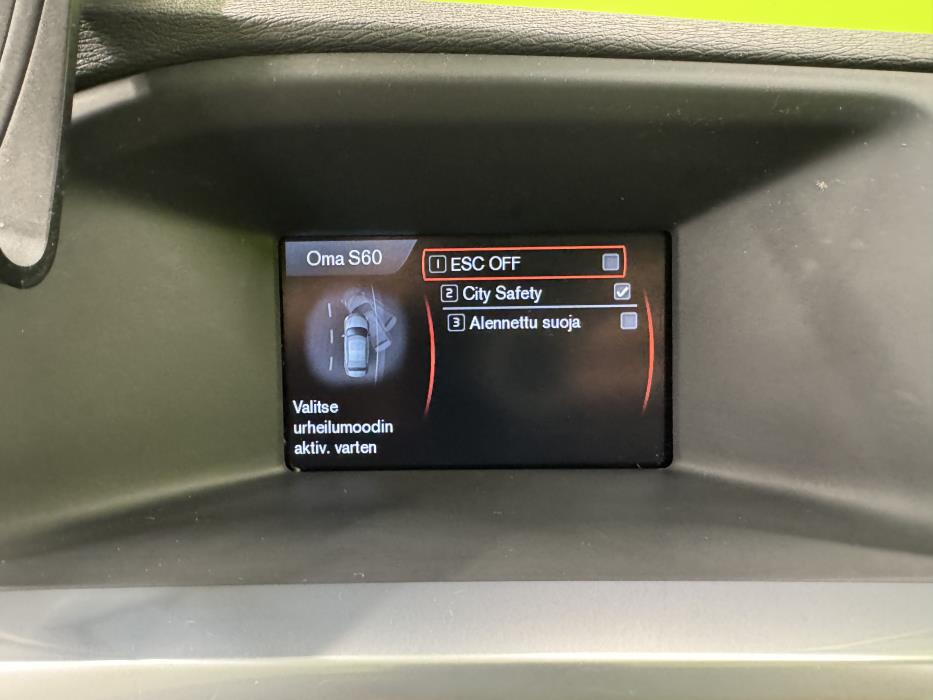 Oma S60
1 ESC OFF
2 City Safety
3 Alennettu suoja
Valitse
urheilumoodin
aktiv. varten